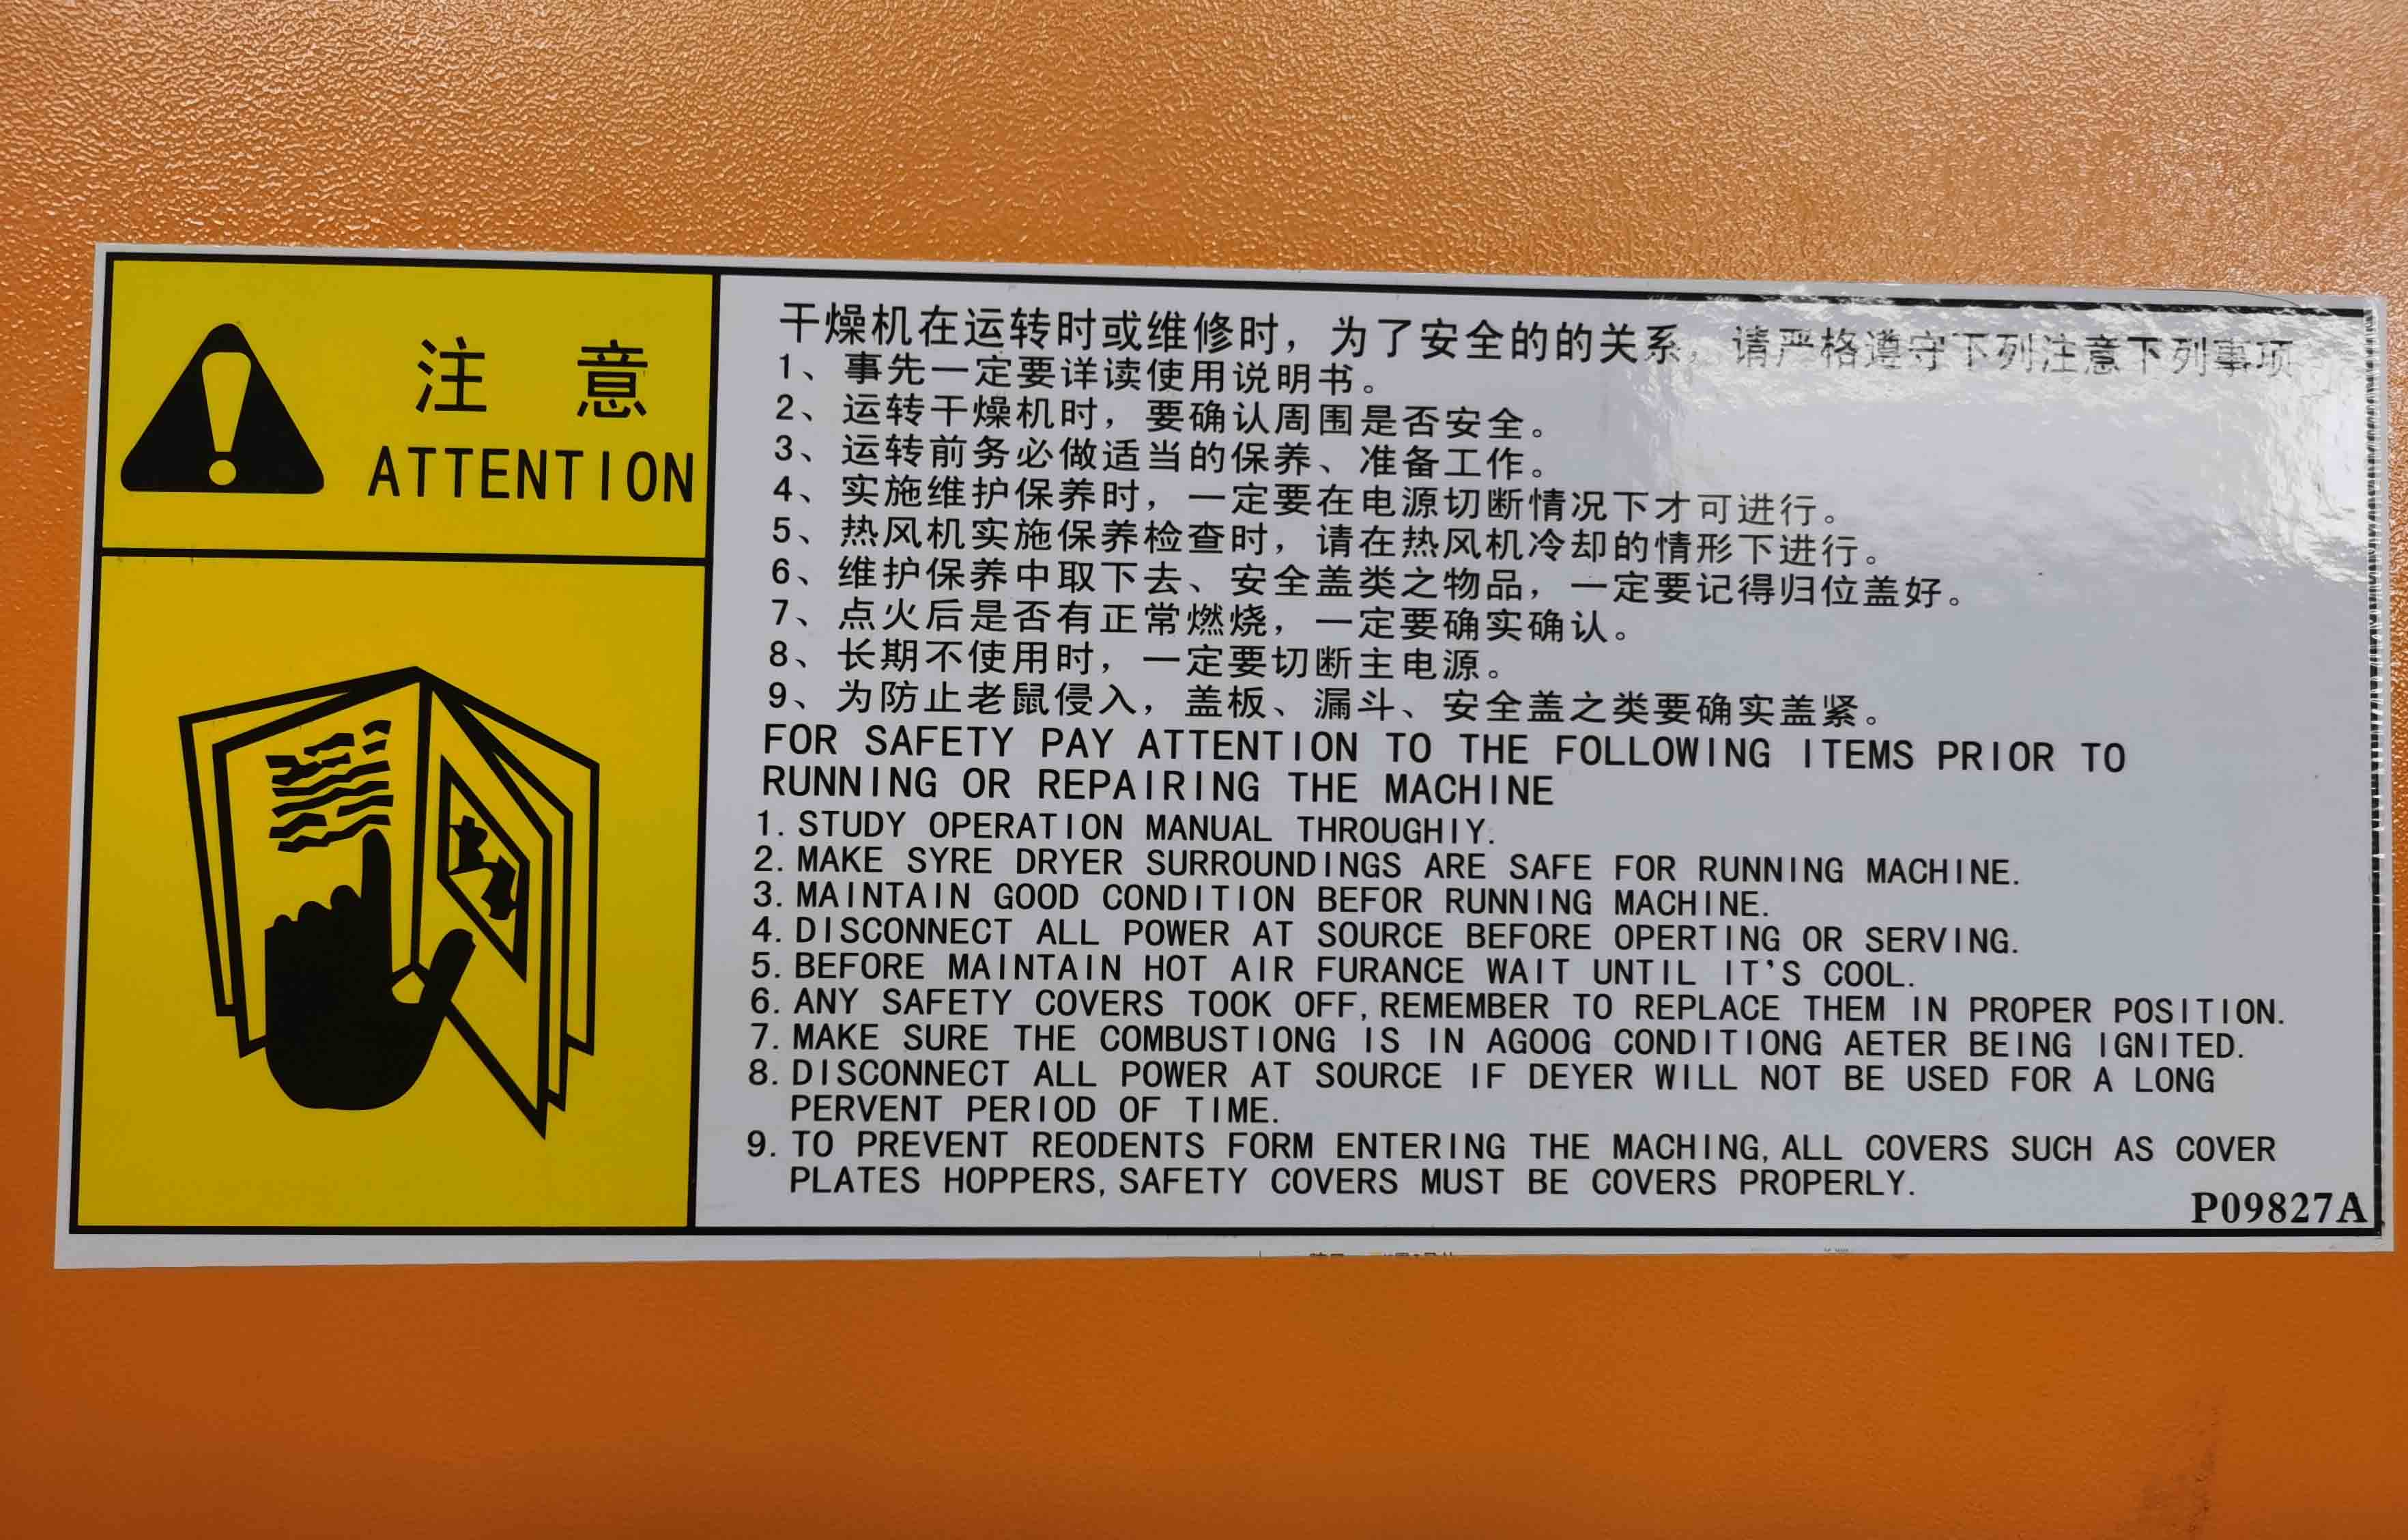 注意
ATTENTION
干燥机在运转时或维修时，为了安全的的关系，请严格遵守下列注意下列事项
1、事先一定要详读使用说明书。
2、运转干燥机时，要确认周围是否安全。
3、运转前务必做适当的保养、准备工作。
4、实施维护保养时，一定要在电源切断情况下才可进行。
5、热风机实施保养检查时，请在热风机冷却的情形下进行。
6、维护保养中取下去、安全盖类之物品，一定要记得归位盖好。
7、点火后是否有正常燃烧，一定要确实确认。
8、长期不使用时，一定要切断主电源。
9、为防止老鼠侵入，盖板、漏斗、安全盖之类要确实盖紧。
FOR SAFETY PAY ATTENTION TO THE FOLLOWING ITEMS PRIOR TO
RUNNING OR REPAIRING THE MACHINE
1. STUDY OPERATION MANUAL THROUGHIY.
2. MAKE SYRE DRYER SURROUNDINGS ARE SAFE FOR RUNNING MACHINE.
3. MAINTAIN GOOD CONDITION BEFOR RUNNING MACHINE.
4. DISCONNECT ALL POWER AT SOURCE BEFORE OPERTING OR SERVING.
5. BEFORE MAINTAIN HOT AIR FURANCE WAIT UNTIL IT'S COOL.
6. ANY SAFETY COVERS TOOK OFF, REMEMBER TO REPLACE THEM IN PROPER POSITION.
7. MAKE SURE THE COMBUSTIONG IS IN AGOOG CONDITIONG AETER BEING IGNITED.
8. DISCONNECT ALL POWER AT SOURCE IF DEYER WILL NOT BE USED FOR A LONG
PERVENT PERIOD OF TIME.
9. TO PREVENT REODENTS FORM ENTERING THE MACHING, ALL COVERS SUCH AS COVER
PLATES HOPPERS, SAFETY COVERS MUST BE COVERS PROPERLY.
P09827A